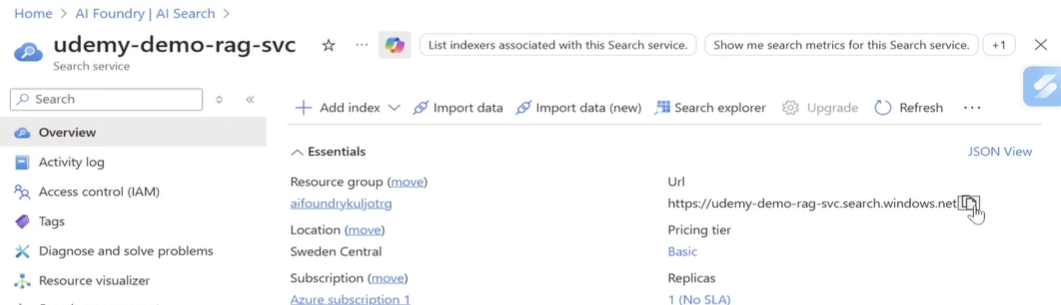 Home > AI Foundry | AI Search >
udemy-demo-rag-svc
Search service
List indexers associated with this Search service.
Show me search metrics for this Search service.
+1
Search
Add index
Import data
Import data (new)
Search explorer
Upgrade
Refresh
Overview
Activity log
Access control (IAM)
Tags
Diagnose and solve problems
Resource visualizer
Essentials
JSON View
Resource group (move)
aifoundrykuljotrg
Location (move)
Sweden Central
Subscription (move)
Azure subscription 1
Url
https://udemy-demo-rag-svc.search.windows.net
Pricing tier
Basic
Replicas
1 (No SLA)